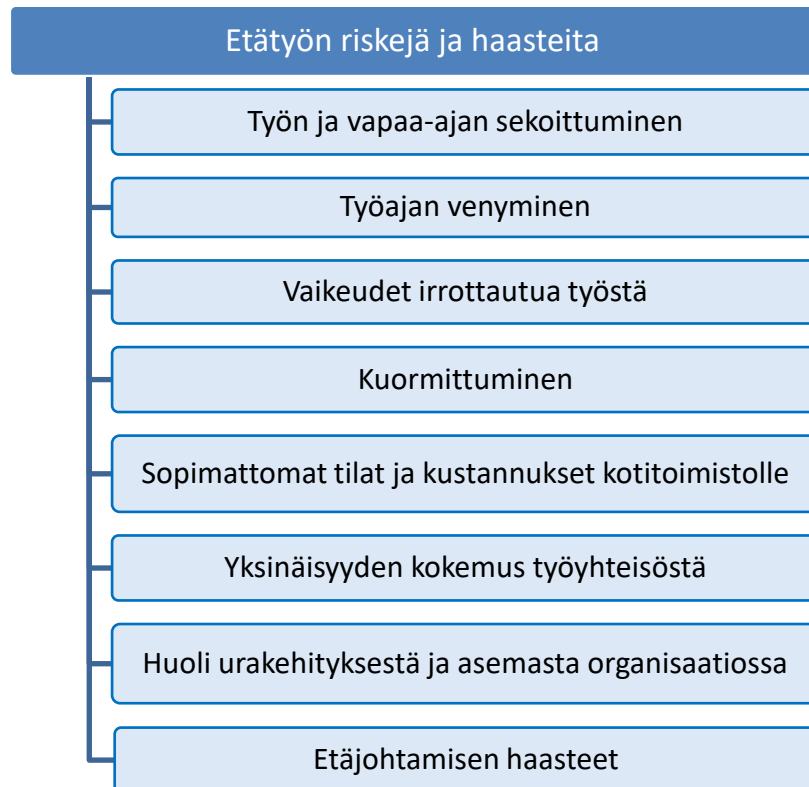 Etätyön riskejä ja haasteita
Työn ja vapaa-ajan sekoittuminen
Työajan venyminen
Vaikeudet irrottautua työstä
Kuormittuminen
Sopimattomat tilat ja kustannukset kotitoimistolle
Yksinäisyyden kokemus työyhteisöstä
Huoli urakehityksestä ja asemasta organisaatiossa
Etäjohtamisen haasteet